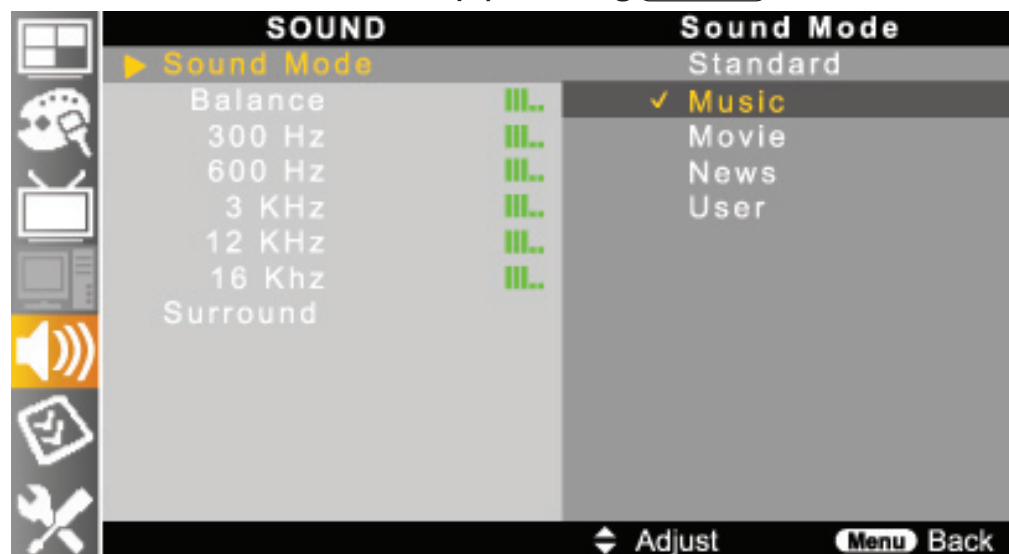 SOUND
Sound Mode
Balance
300 Hz
600 Hz
3 KHz
12 KHz
16 Khz
Surround
Sound Mode
Standard
Music
Movie
News
User
Adjust
Menu Back